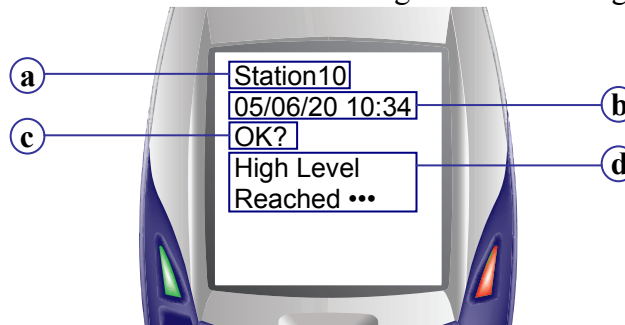 a
Station10
05/06/20 10:34
b
c
OK?
High Level
d
Reached •••